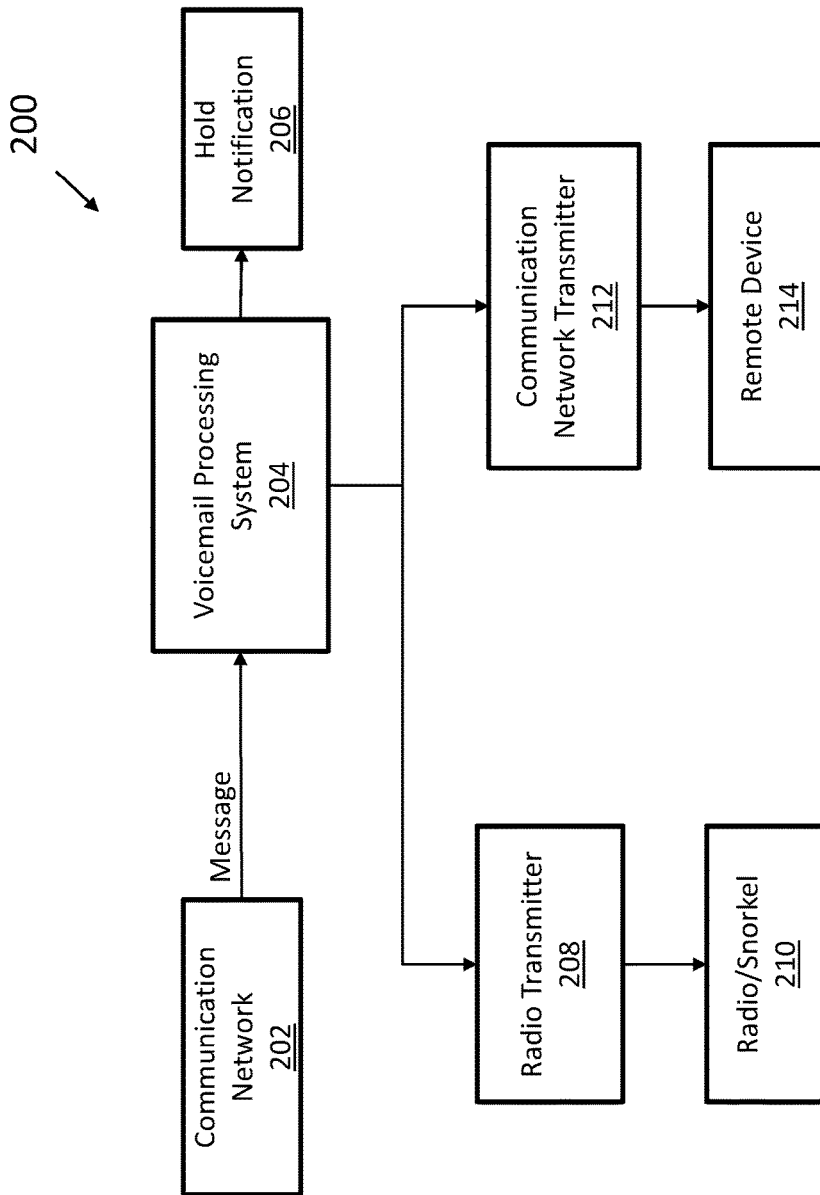 200
Communication
Network
202
Message
Voicemail Processing
System
204
Hold
Notification
206
Radio Transmitter
208
Communication
Network Transmitter
212
Radio/Snorkel
210
Remote Device
214